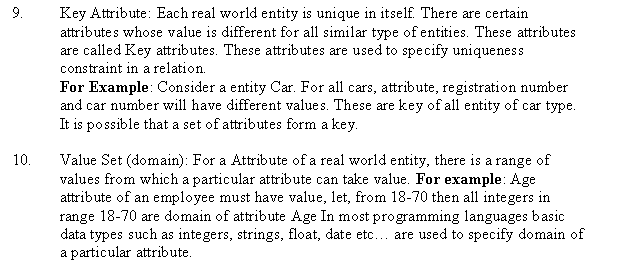 9. Key Attribute: Each real world entity is unique in itself. There are certain
attributes whose value is different for all similar type of entities. These attributes
are called Key attributes. These attributes are used to specify uniqueness
constraint in a relation.
For Example: Consider a entity Car. For all cars, attribute, registration number
and car number will have different values. These are key of all entity of car type.
It is possible that a set of attributes form a key.
10. Value Set (domain): For a Attribute of a real world entity, there is a range of
values from which a particular attribute can take value. For example: Age
attribute of an employee must have value, let, from 18-70 then all integers in
range 18-70 are domain of attribute Age In most programming languages basic
data types such as integers, strings, float, date etc... are used to specify domain of
a particular attribute.